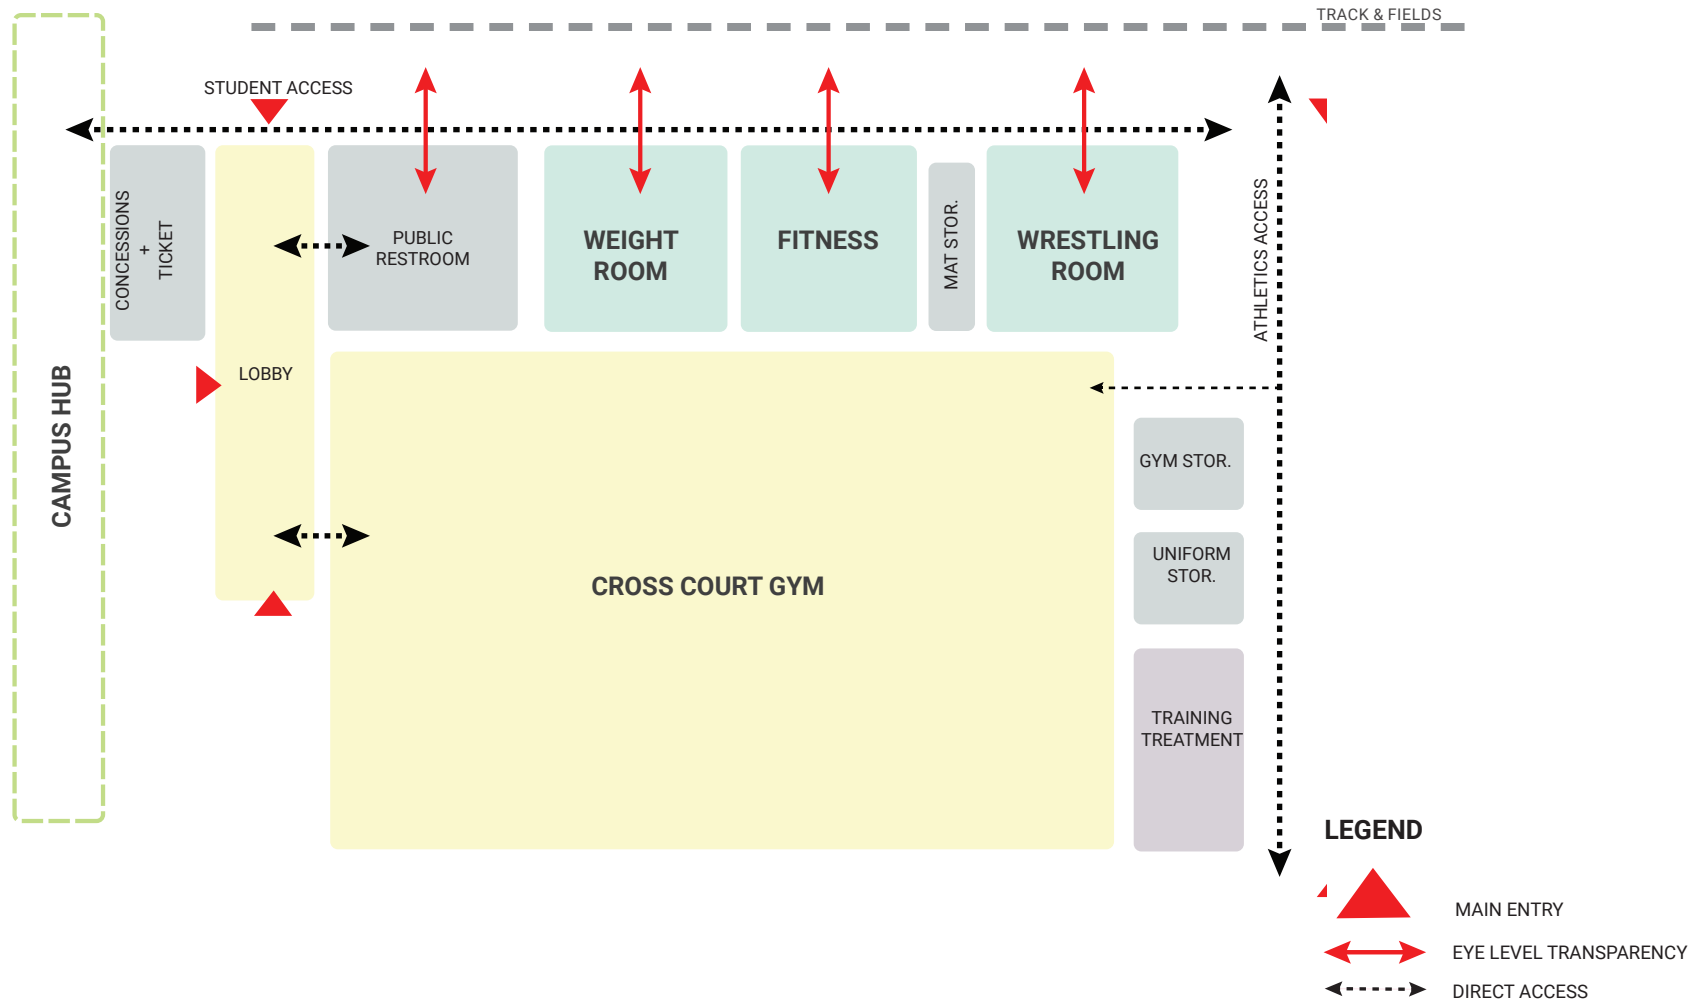 TRACK & FIELDS
STUDENT ACCESS
CONCESSIONS
+
TICKET
PUBLIC
RESTROOM
WEIGHT
ROOM
FITNESS
MAT STOR.
WRESTLING
ROOM
ATHLETICS ACCESS
LOBBY
CAMPUS HUB
GYM STOR.
UNIFORM
STOR.
CROSS COURT GYM
TRAINING
TREATMENT
LEGEND
MAIN ENTRY
EYE LEVEL TRANSPARENCY
DIRECT ACCESS